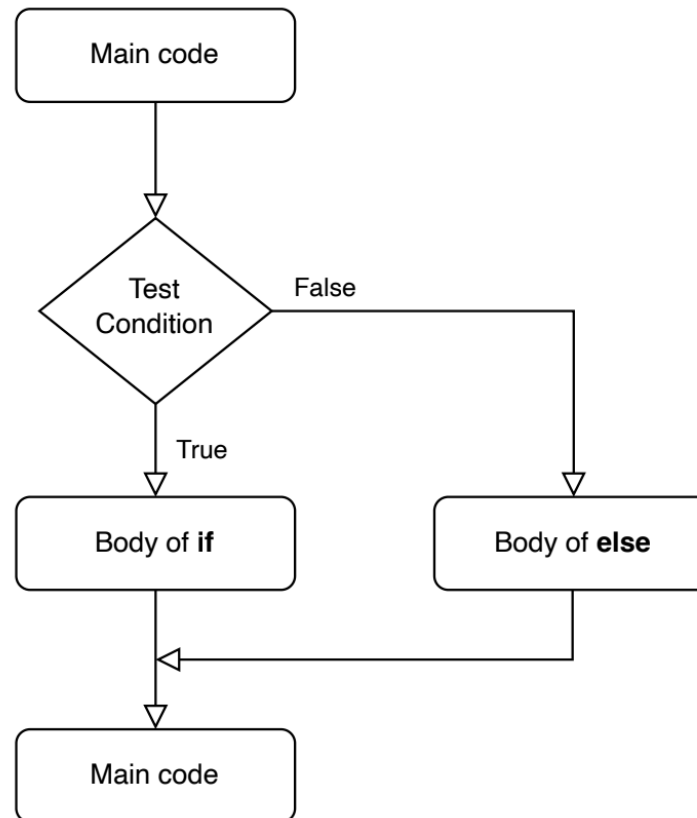 Main code
Test
Condition
False
True
Body of if
Body of else
Main code